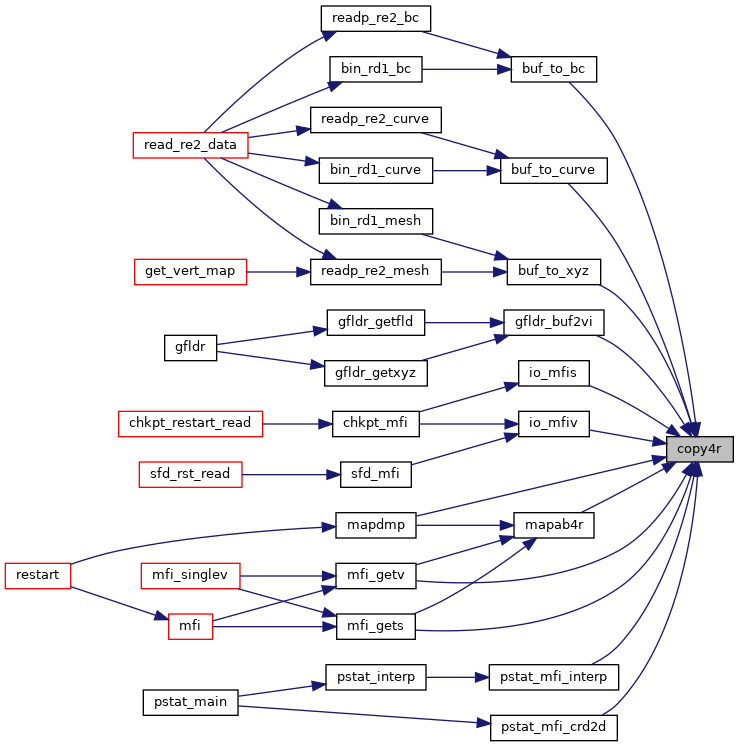 readp_re2_bc
bin_rd1_bc
buf_to_bc
readp_re2_curve
read_re2_data
bin_rd1_curve
buf_to_curve
bin_rd1_mesh
get_vert_map
readp_re2_mesh
buf_to_xyz
gfldr_getfld
gfldr_buf2vi
gfldr
gfldr_getxyz
io_mfis
chkpt_restart_read
chkpt_mfi
io_mfiv
copy4r
sfd_rst_read
sfd_mfi
mapdmp
mapab4r
restart
mfi_singlev
mfi_getv
mfi
mfi_gets
pstat_interp
pstat_mfi_interp
pstat_main
pstat_mfi_crd2d